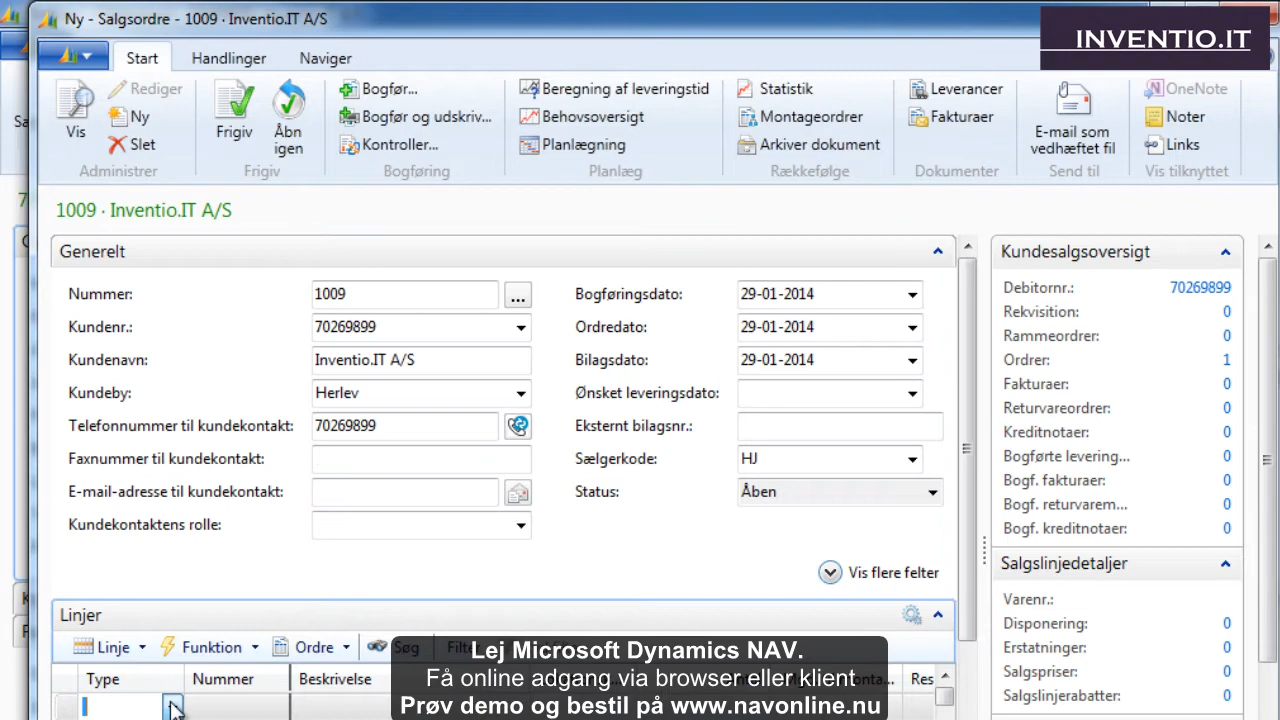 Ny - Salgsordre - 1009 · Inventio.IT A/S
INVENTIO.IT
Start Handlinger Naviger
Vis
Rediger
Ny
Slet
Administrer
Frigiv
Åbn igen
Frigiv
Bogfør...
Bogfør og udskriv...
Kontroller...
Bogføring
Beregning af leveringstid
Behovsoversigt
Planlægning
Planlæg
Statistik
Montageordrer
Arkiver dokument
Rækkefølge
Leverancer
Fakturaer
Dokumenter
E-mail som
vedhæftet fil
Send til
OneNote
Noter
Links
Vis tilknyttet
1009 · Inventio.IT A/S
Generelt
Nummer: 1009 ...
Kundenr.: 70269899
Kundenavn: Inventio.IT A/S
Kundeby: Herlev
Telefonnummer til kundekontakt: 70269899
Faxnummer til kundekontakt:
E-mail-adresse til kundekontakt:
Kundekontaktens rolle:
Bogføringsdato: 29-01-2014
Ordredato: 29-01-2014
Bilagsdato: 29-01-2014
Ønsket leveringsdato:
Eksternt bilagsnr.:
Sælgerkode: HJ
Status: Åben
Vis flere felter
Linjer
Linje Funktion Ordre Søg
Type Nummer Beskrivelse Res
Kundesalgsoversigt
Debitornr.: 70269899
Rekvisition: 0
Rammeordrer: 0
Ordrer: 1
Fakturaer: 0
Returvareordrer: 0
Kreditnotaer: 0
Bogførte levering... 0
Bogf. fakturaer: 0
Bogf. returvarem... 0
Bogf. kreditnotaer: 0
Salgslinjedetaljer
Varenr.:
Disponering: 0
Erstatninger: 0
Salgspriser: 0
Salgslinjerabatter: 0
Lej Microsoft Dynamics NAV.
Få online adgang via browser eller klient
Prøv demo og bestil på www.navonline.nu